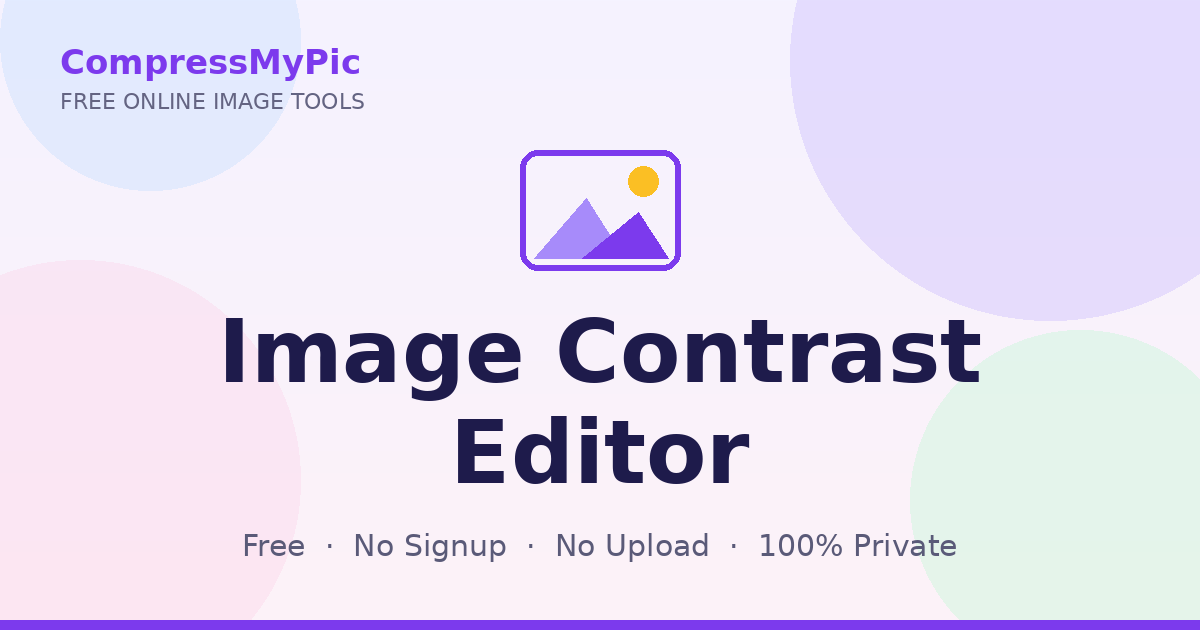 CompressMyPic
FREE ONLINE IMAGE TOOLS
Image Contrast
Editor
Free · No Signup · No Upload · 100% Private